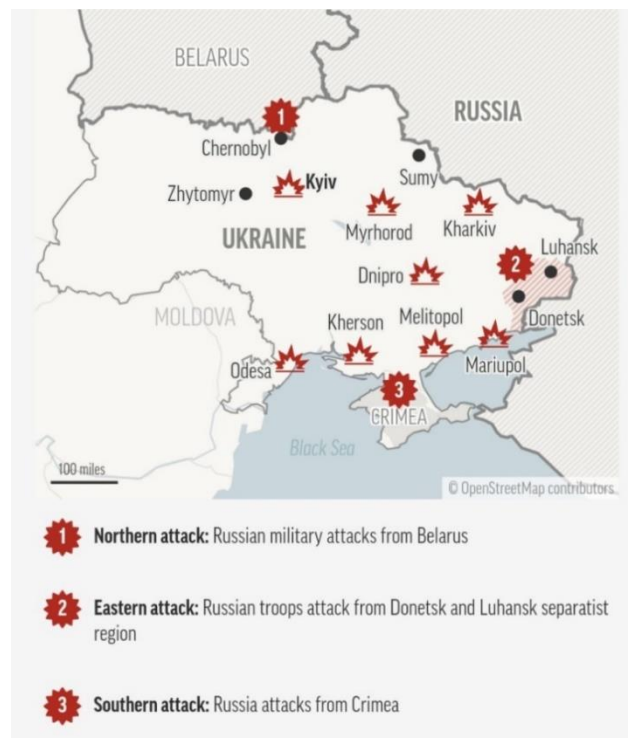 BELARUS
RUSSIA
1
Chernobyl
Sumy
Zhytomyr
Kyiv
Myrhorod
Kharkiv
UKRAINE
Luhansk
2
Dnipro
Donetsk
MOLDOVA
Kherson
Melitopol
Odesa
Mariupol
3
CRIMEA
Black Sea
100 miles
© OpenStreetMap contributors
1 Northern attack: Russian military attacks from Belarus
2 Eastern attack: Russian troops attack from Donetsk and Luhansk separatist
region
3 Southern attack: Russia attacks from Crimea